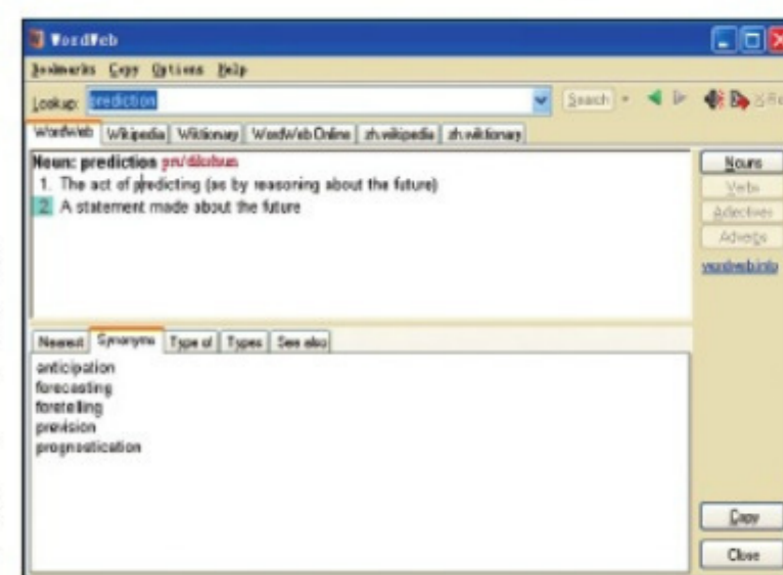 WordWeb
Bookmarks Copy Options Help
Lookup: prediction Search
WordWeb Wikipedia Wiktionary WordWeb Online zh.wikipedia zh.wiktionary
Noun: prediction
1. The act of predicting (as by reasoning about the future)
2. A statement made about the future
Nouns
Verbs
Adjectives
Adverbs
wordweb.info
Nearest Synonyms Type of Types See also
anticipation
forecasting
foretelling
prevision
prognostication
Copy
Close